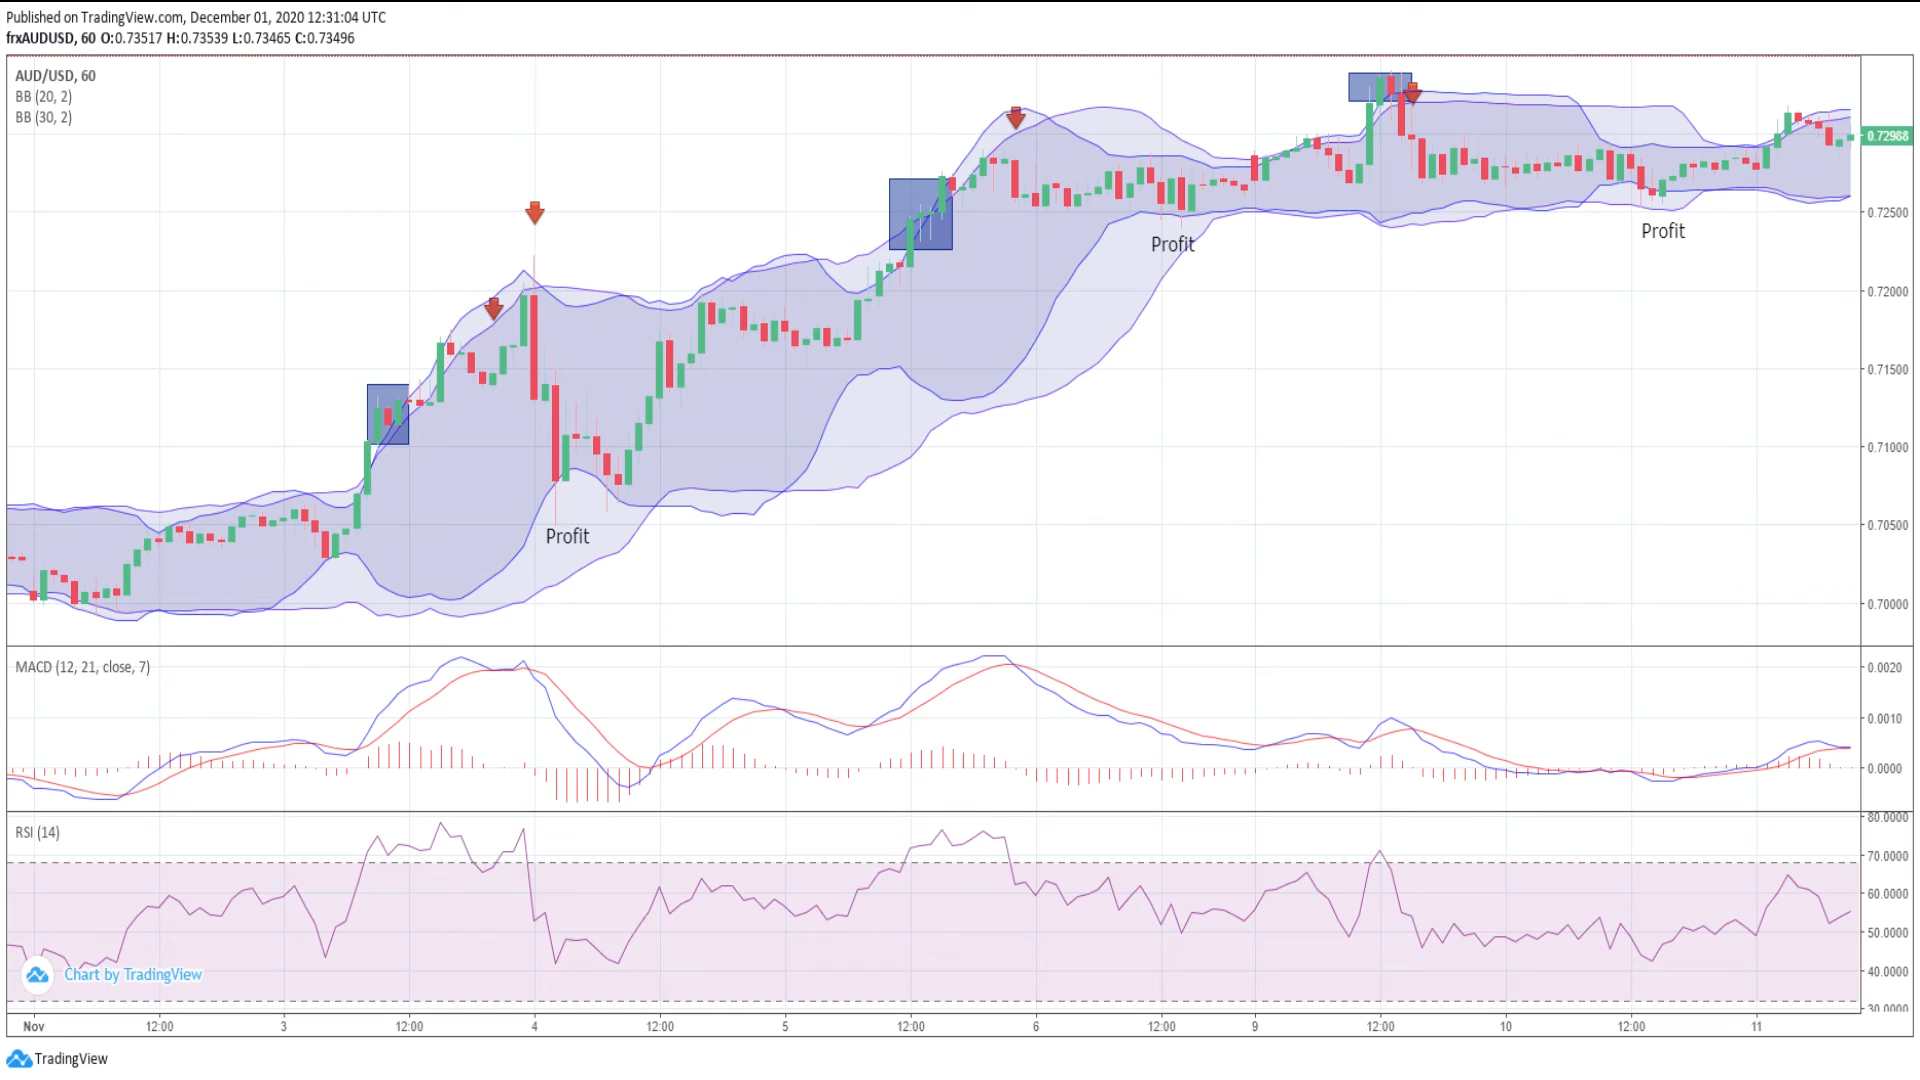 Published on TradingView.com, December 01, 2020 12:31:04 UTC
frxAUDUSD, 60 O:0.73517 H:0.73539 L:0.73465 C:0.73496
AUD/USD, 60
BB (20, 2)
BB (30, 2)
0.72988
0.72500
Profit
Profit
0.72000
0.71500
0.71000
Profit
0.70500
0.70000
MACD (12, 21, close, 7)
0.0020
0.0010
0.0000
RSI (14)
80.0000
70.0000
60.0000
50.0000
40.0000
30.0000
Chart by TradingView
Nov 12:00 3 12:00 4 12:00 5 12:00 6 12:00 9 12:00 10 12:00 11
TradingView